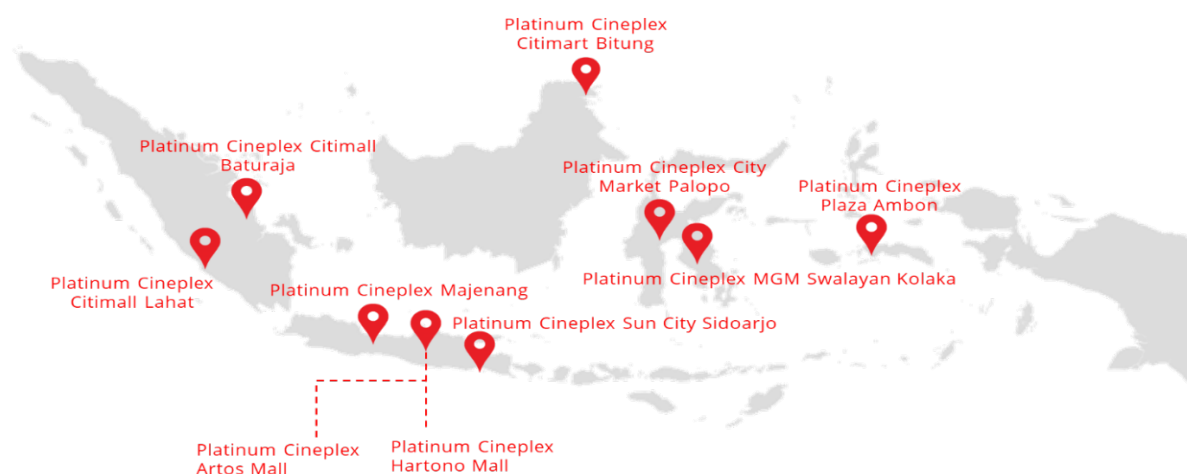 Platinum Cineplex
Citimart Bitung
Platinum Cineplex Citimall
Baturaja
Platinum Cineplex City
Market Palopo
Platinum Cineplex
Plaza Ambon
Platinum Cineplex
Citimall Lahat
Platinum Cineplex MGM Swalayan Kolaka
Platinum Cineplex Majenang
Platinum Cineplex Sun City Sidoarjo
Platinum Cineplex
Artos Mall
Platinum Cineplex
Hartono Mall